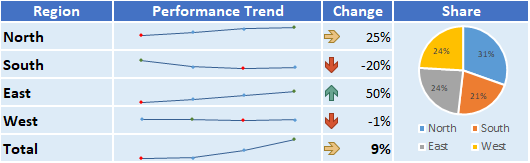 Region Performance Trend Change Share
North 25%
South -20%
East 50%
West -1%
Total 9%
24% 31%
24% 21%
North South
East West